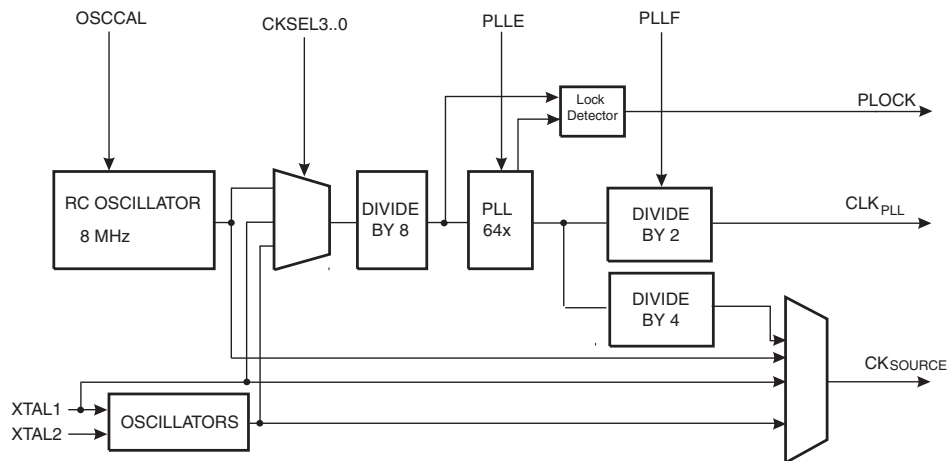 OSCCAL
CKSEL3..0
PLLE
PLLF
Lock
Detector
PLOCK
RC OSCILLATOR
8 MHz
DIVIDE
BY 8
PLL
64x
DIVIDE
BY 2
CLKPLL
DIVIDE
BY 4
CKSOURCE
XTAL1
XTAL2
OSCILLATORS